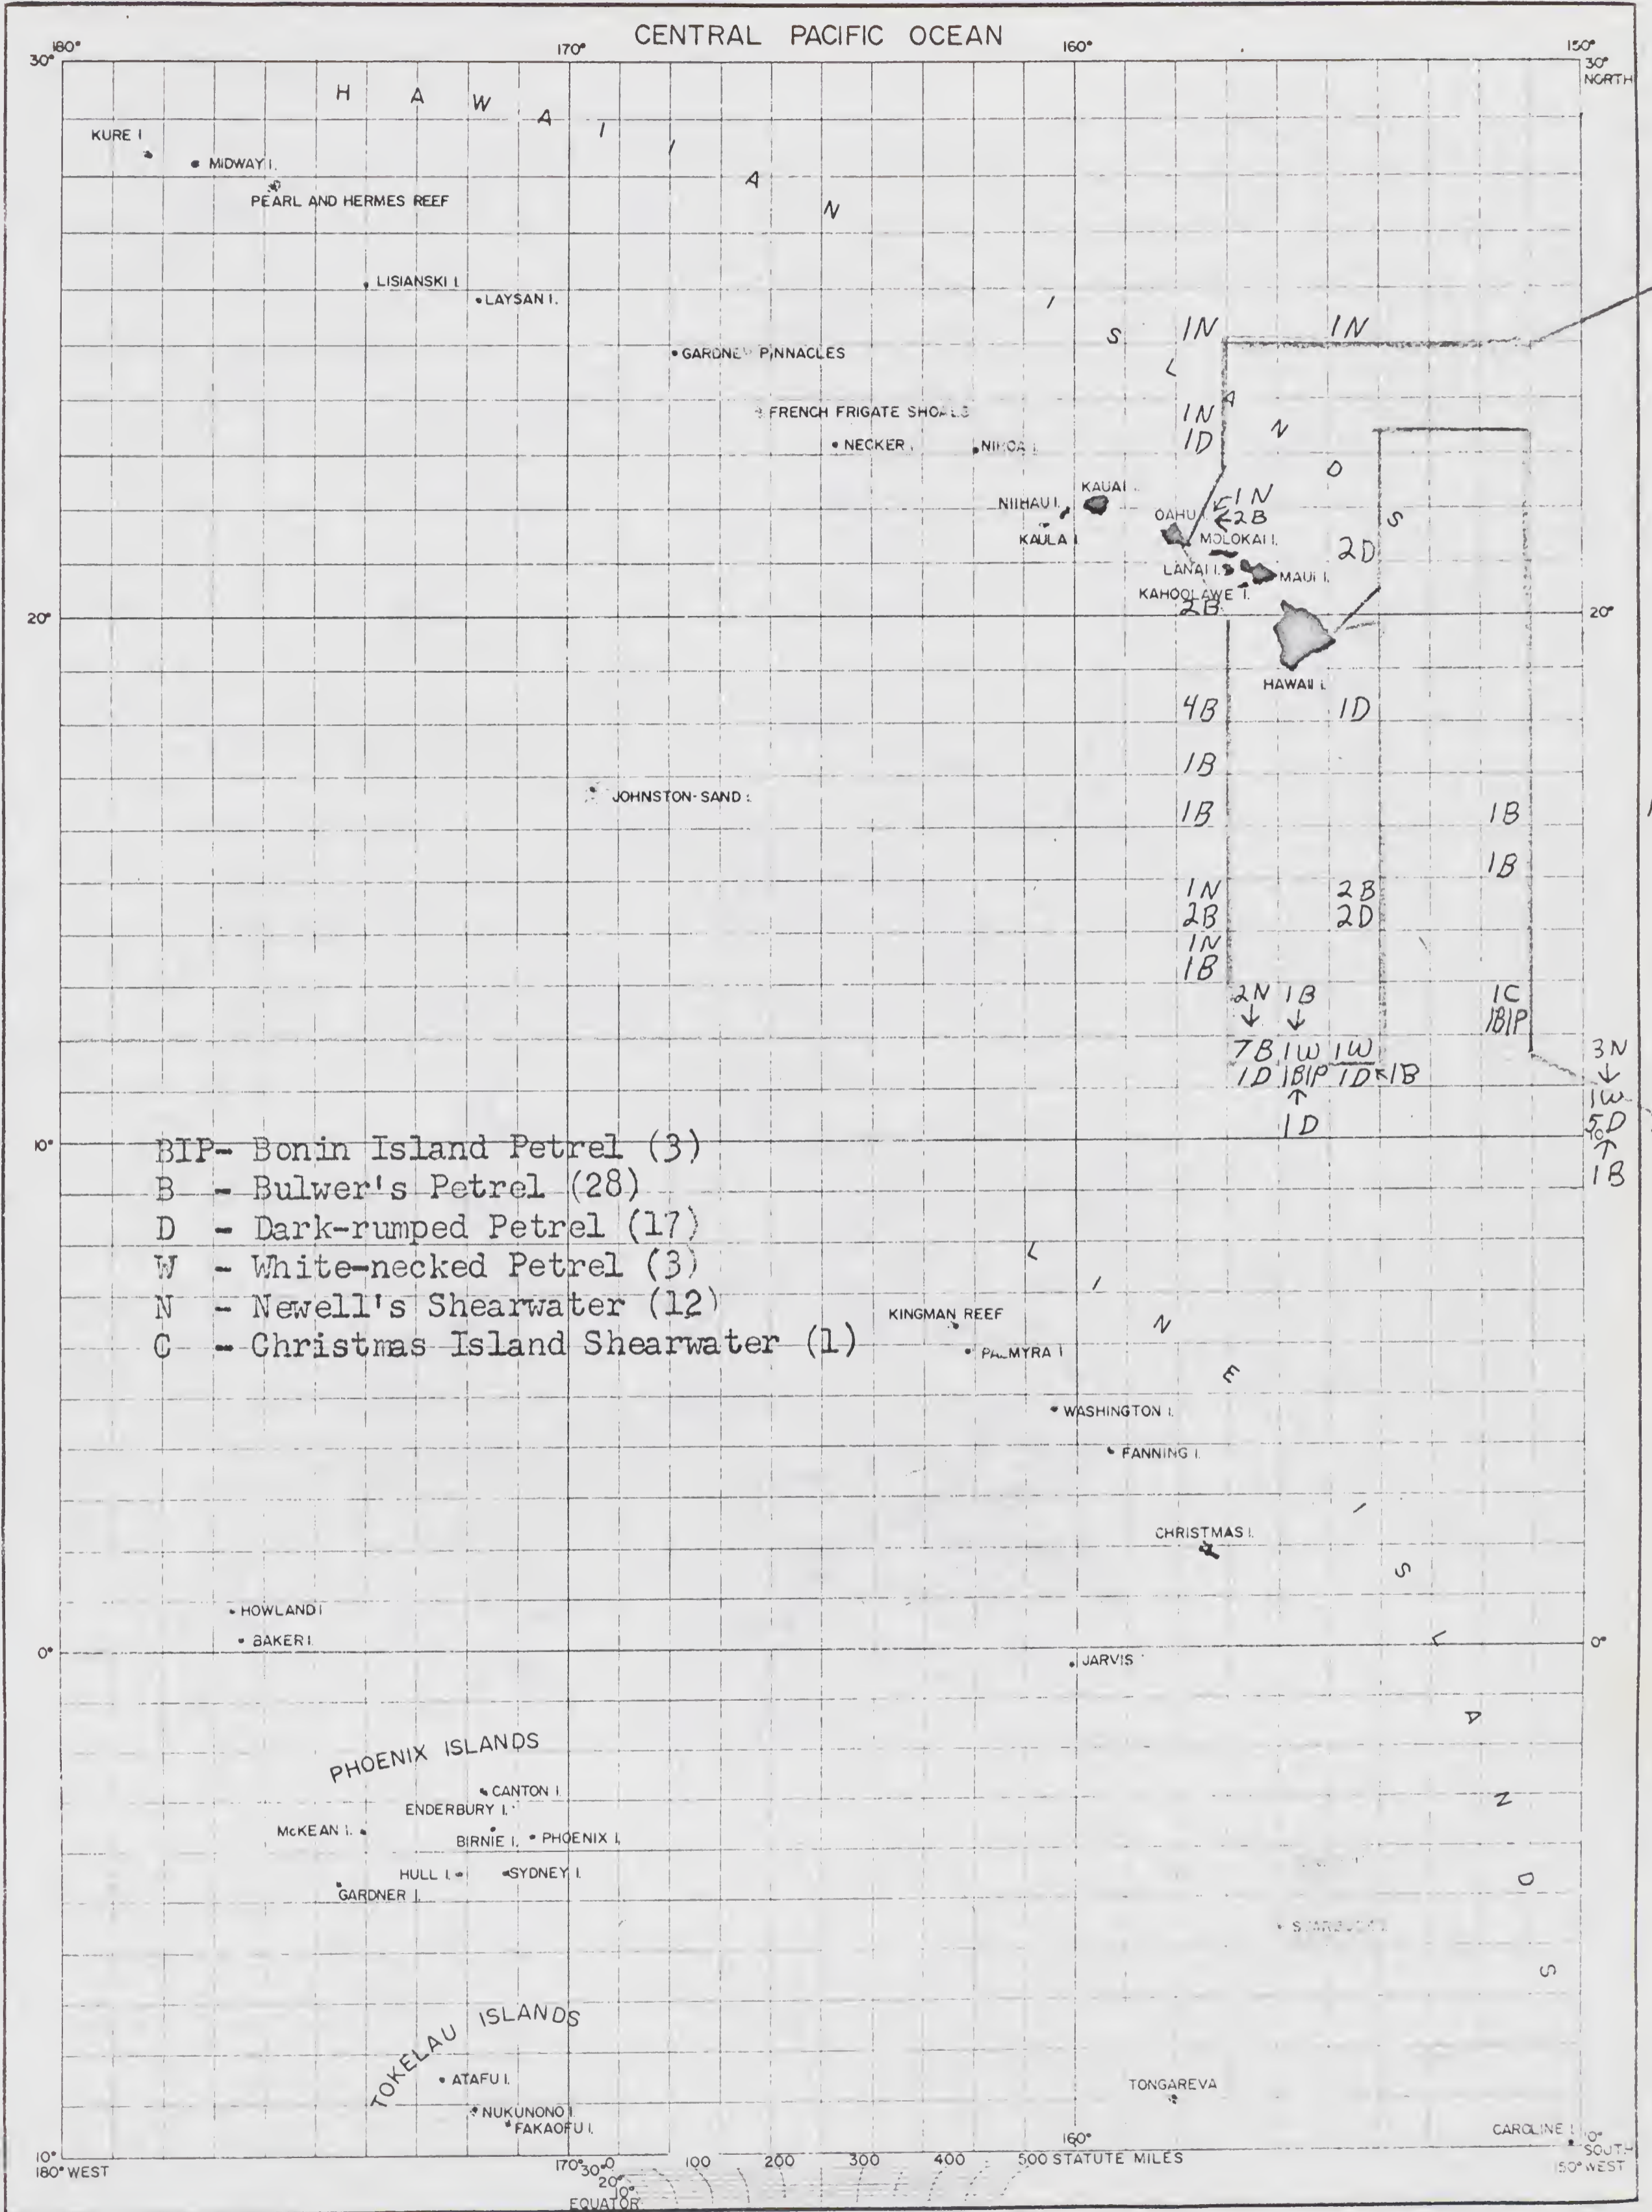 CENTRAL PACIFIC OCEAN
180° 170° 160° 150°
30° 30°
NORTH
H A W A I I A N
KURE I
MIDWAY I.
PEARL AND HERMES REEF
LISIANSKI I.
LAYSAN I.
I S L A N D S
1N 1N
PINNACLES
FRENCH FRIGATE
1N
1D
NECKER
KAUAI
NIIHAU I.
1N
OAHU
2B
KAULA I.
MOLOKAI I.
2D
LANAI I.
MAUI I.
KAHOOLAWE I.
2B
20° 20°
HAWAII I.
4B 1D
1B
JOHNSTON-SAND
1B 1B
1B
1N 2B
2B 2D
1N
1B
2N 1B 1C
1BIP
7B 1W 1W 3N
1D 1BIP 1D 1B
1W
1D 5D
10° 10°
1B
BIP- Bonin Island Petrel (3)
B - Bulwer's Petrel (28)
D - Dark-rumped Petrel (17)
W - White-necked Petrel (3)
N - Newell's Shearwater (12)
C - Christmas Island Shearwater (1)
L I N E
KINGMAN REEF
PALMYRA I
WASHINGTON I.
FANNING I.
I S L A N D S
CHRISTMAS I.
HOWLAND I
BAKER I.
0° 0°
JARVIS
PHOENIX ISLANDS
CANTON I.
ENDERBURY I.
McKEAN I.
BIRNIE I. PHOENIX I.
HULL I. SYDNEY I.
GARDNER I.
TOKELAU ISLANDS
ATAFU I.
TONGAREVA
NUKUNONO I.
FAKAOFU I.
CAROLINE I.
160°
10° 10°
SOUTH
180° WEST 170° 150° WEST
30° 0 100 200 300 400 500 STATUTE MILES
20°
10°
EQUATOR